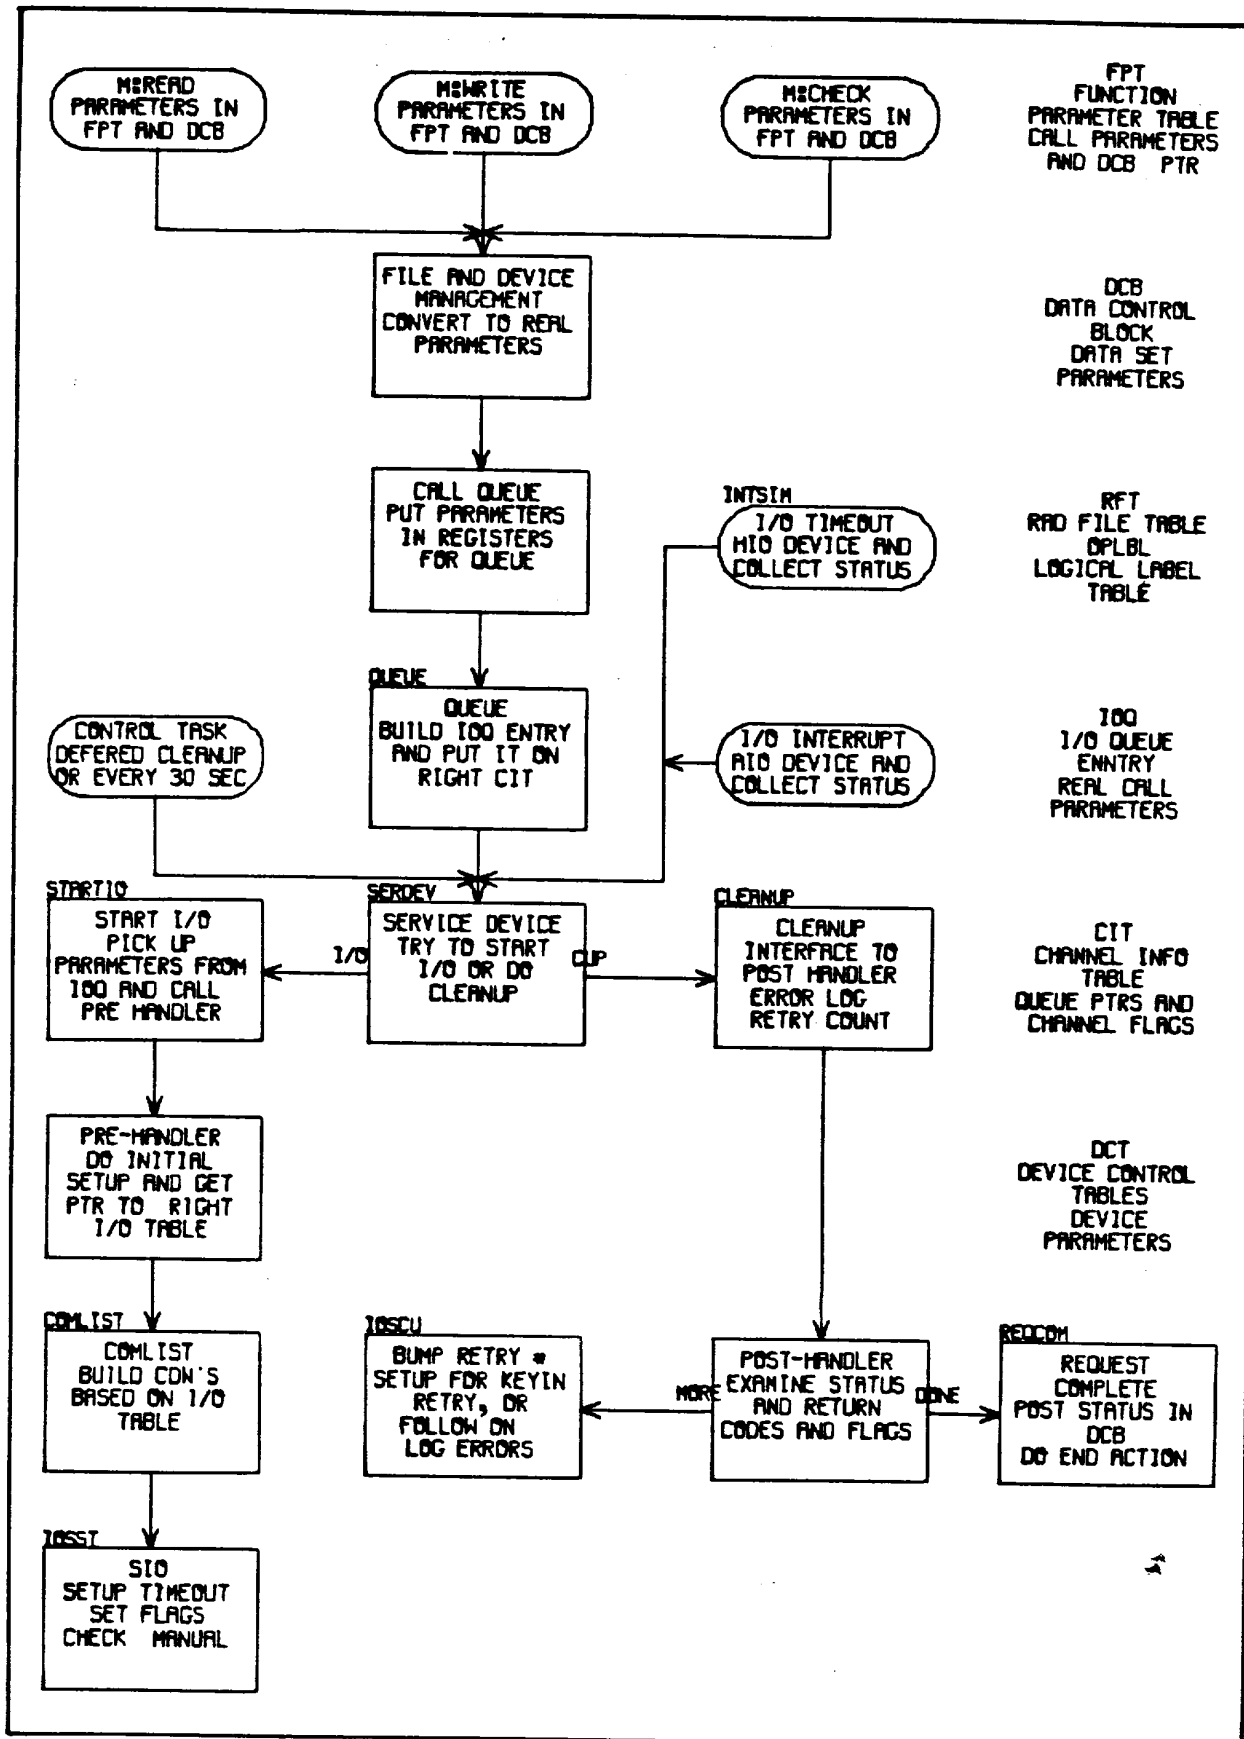 M:READ
PARAMETERS IN
FPT AND DCB
M:WRITE
PARAMETERS IN
FPT AND DCB
M:CHECK
PARAMETERS IN
FPT AND DCB
FPT
FUNCTION
PARAMETER TABLE
CALL PARAMETERS
AND DCB PTR
FILE AND DEVICE
MANAGEMENT
CONVERT TO REAL
PARAMETERS
DCB
DATA CONTROL
BLOCK
DATA SET
PARAMETERS
CALL QUEUE
PUT PARAMETERS
IN REGISTERS
FOR QUEUE
INTSIM
I/O TIMEOUT
HIO DEVICE AND
COLLECT STATUS
RFT
RAD FILE TABLE
OPLBL
LOGICAL LABEL
TABLE
CONTROL TASK
DEFERED CLEANUP
OR EVERY 30 SEC
QUEUE
QUEUE
BUILD IOQ ENTRY
AND PUT IT ON
RIGHT CIT
I/O INTERRUPT
AIO DEVICE AND
COLLECT STATUS
IOQ
I/O QUEUE
ENNTRY
REAL CALL
PARAMETERS
STARTIO
START I/O
PICK UP
PARAMETERS FROM
IOQ AND CALL
PRE HANDLER
I/O
SERDEV
SERVICE DEVICE
TRY TO START
I/O OR DO
CLEANUP
CUP
CLEANUP
CLEANUP
INTERFACE TO
POST HANDLER
ERROR LOG
RETRY COUNT
CIT
CHANNEL INFO
TABLE
QUEUE PTRS AND
CHANNEL FLAGS
PRE-HANDLER
DO INITIAL
SETUP AND GET
PTR TO RIGHT
I/O TABLE
DCT
DEVICE CONTROL
TABLES
DEVICE
PARAMETERS
COMLIST
COMLIST
BUILD CDW'S
BASED ON I/O
TABLE
IOSCU
BUMP RETRY #
SETUP FOR KEYIN
RETRY, OR
FOLLOW ON
LOG ERRORS
MORE
POST-HANDLER
EXAMINE STATUS
AND RETURN
CODES AND FLAGS
DONE
REQCOM
REQUEST
COMPLETE
POST STATUS IN
DCB
DO END ACTION
IOSST
SIO
SETUP TIMEOUT
SET FLAGS
CHECK MANUAL